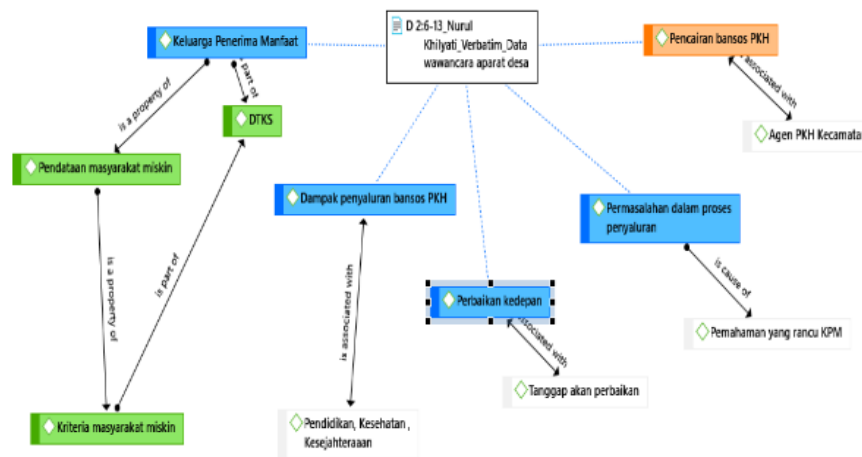 D 2:6-13_Nurul
Khilyati_Verbatim_Data
wawancara aparat desa
Keluarga Penerima Manfaat
Pencairan bansos PKH
is a property of
is part of
associated with
DTKS
Agen PKH Kecamatan
Pendataan masyarakat miskin
Dampak penyaluran bansos PKH
Permasalahan dalam proses
penyaluran
is a property of
is part of
is associated with
Perbaikan kedepan
is cause of
associated with
Pemahaman yang rancu KPM
Tanggap akan perbaikan
Kriteria masyarakat miskin
Pendidikan, Kesehatan ,
Kesejahteraaan